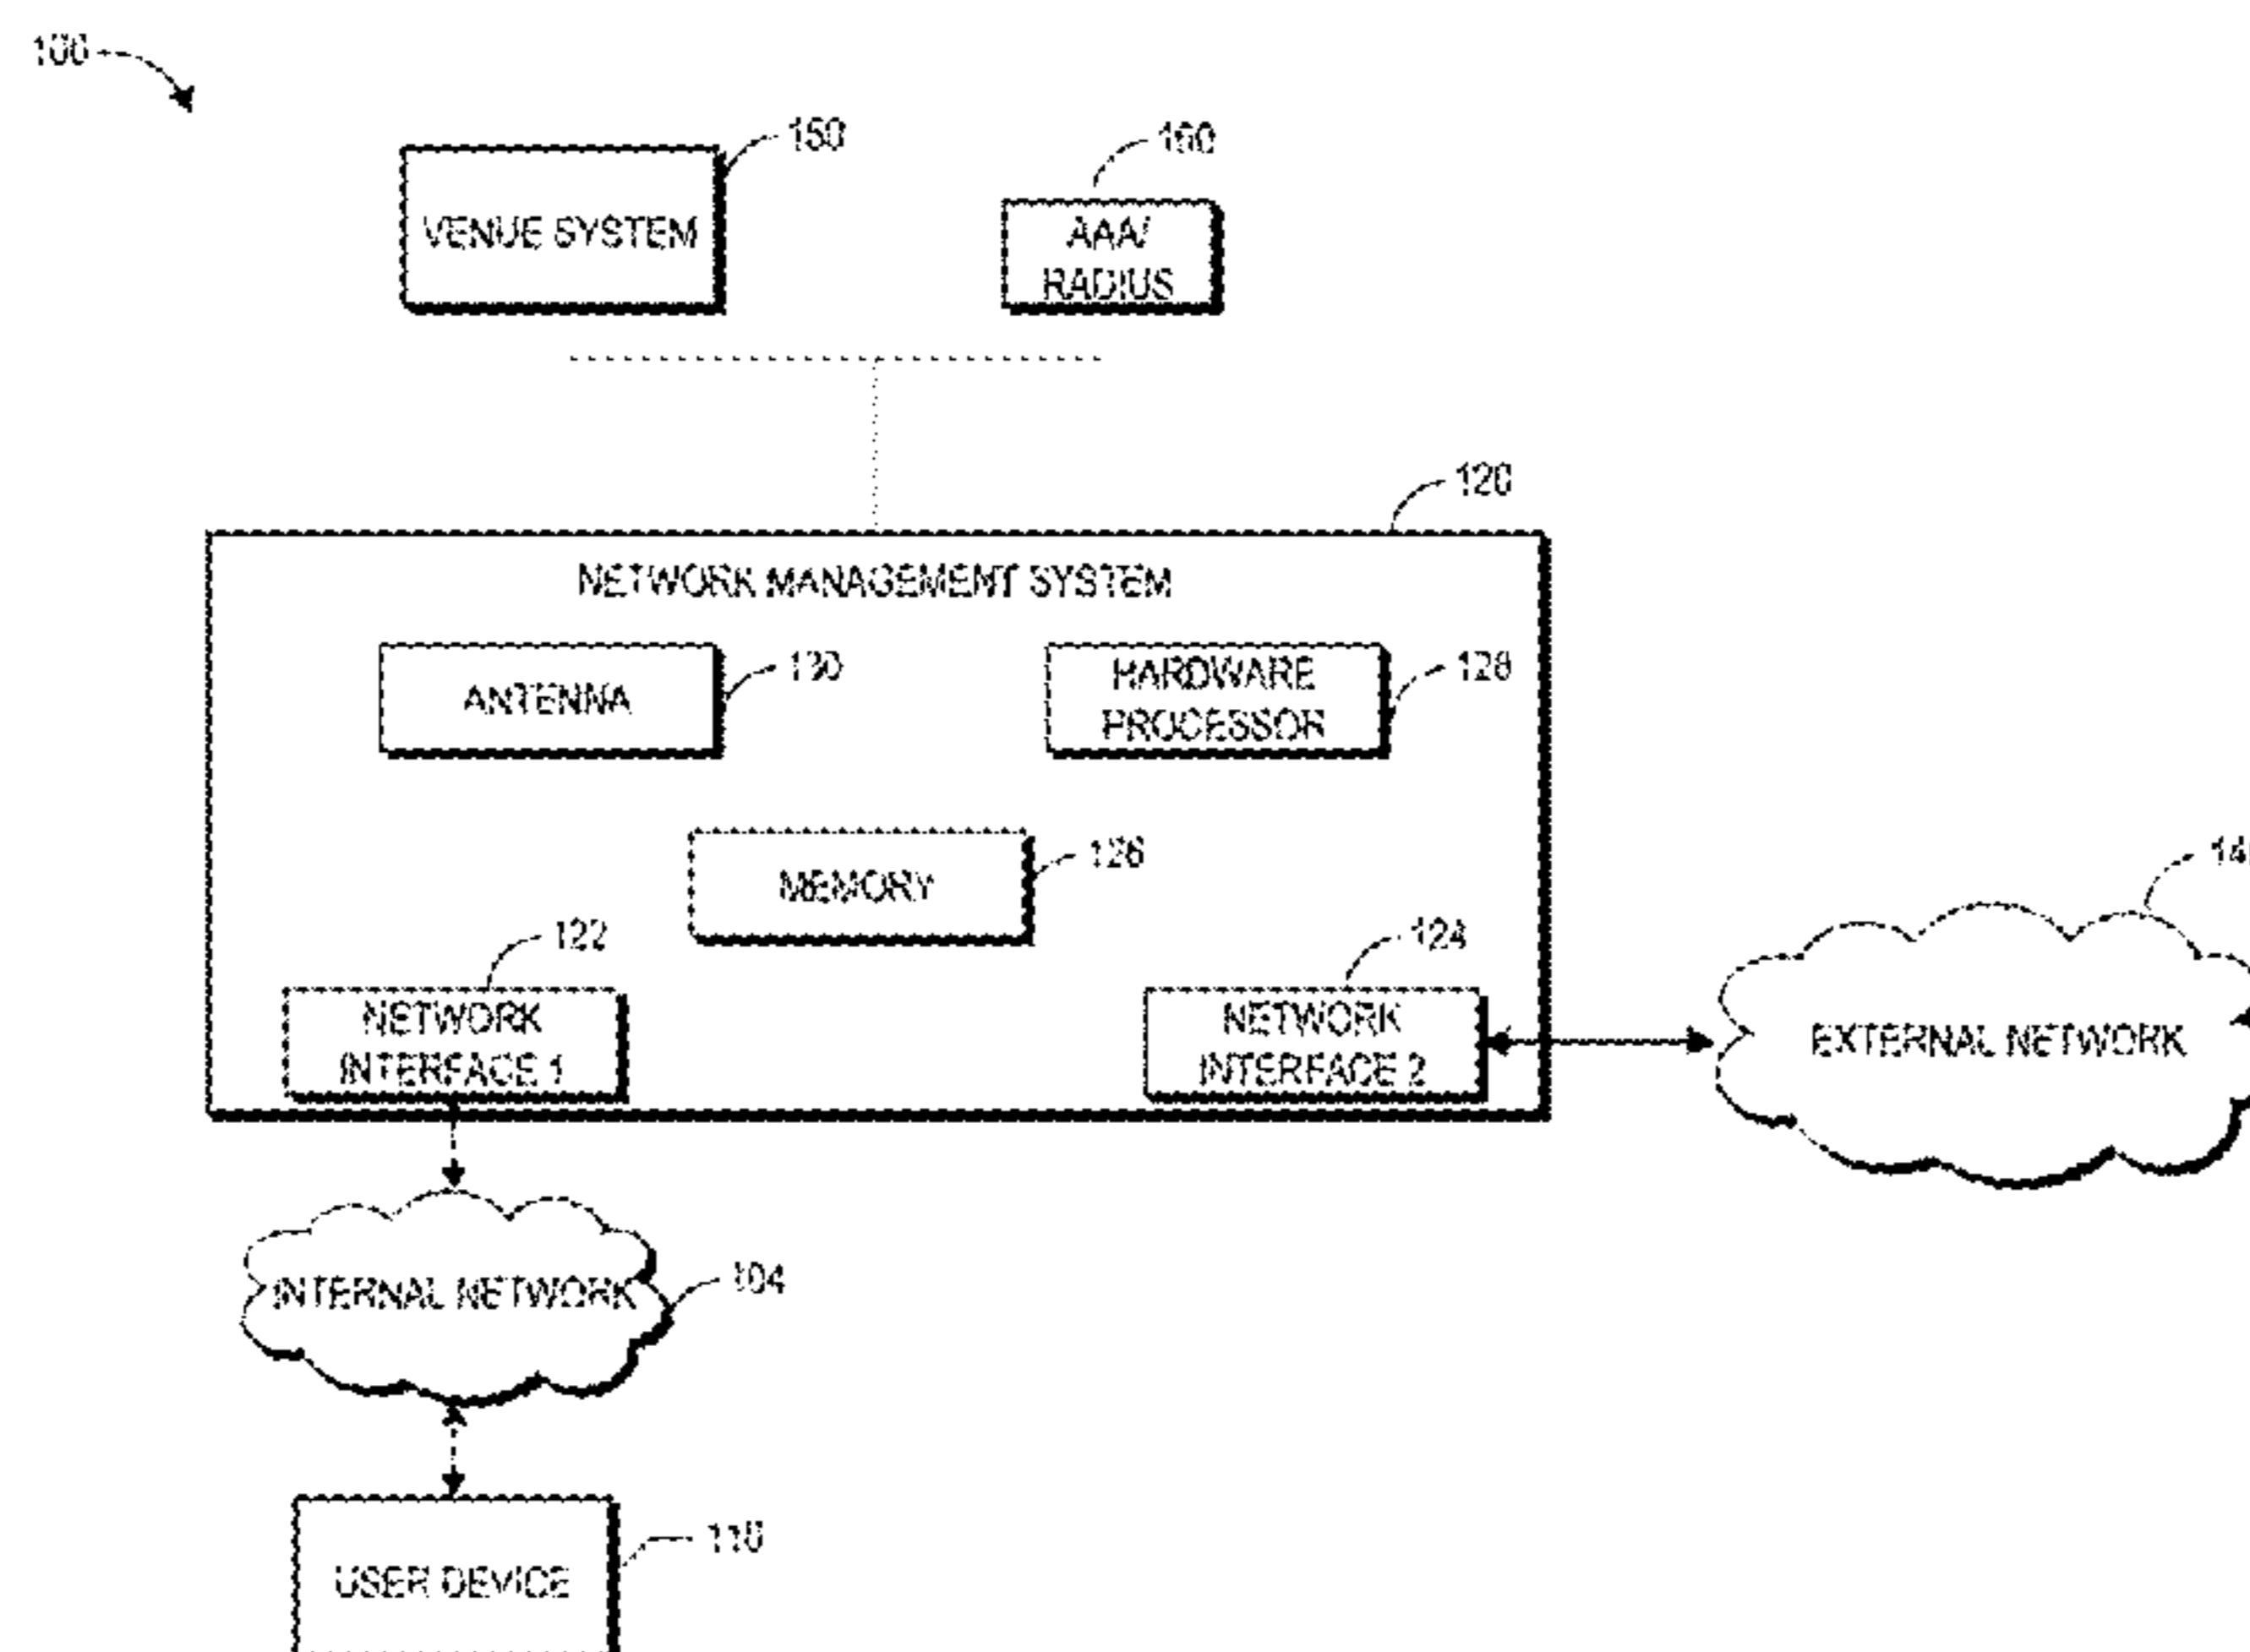 100
150
160
VENUE SYSTEM
AAA/
RADIUS
120
NETWORK MANAGEMENT SYSTEM
ANTENNA
130
HARDWARE
PROCESSOR
128
MEMORY
126
122
124
NETWORK
INTERFACE 1
NETWORK
INTERFACE 2
EXTERNAL NETWORK
INTERNAL NETWORK
104
USER DEVICE
110